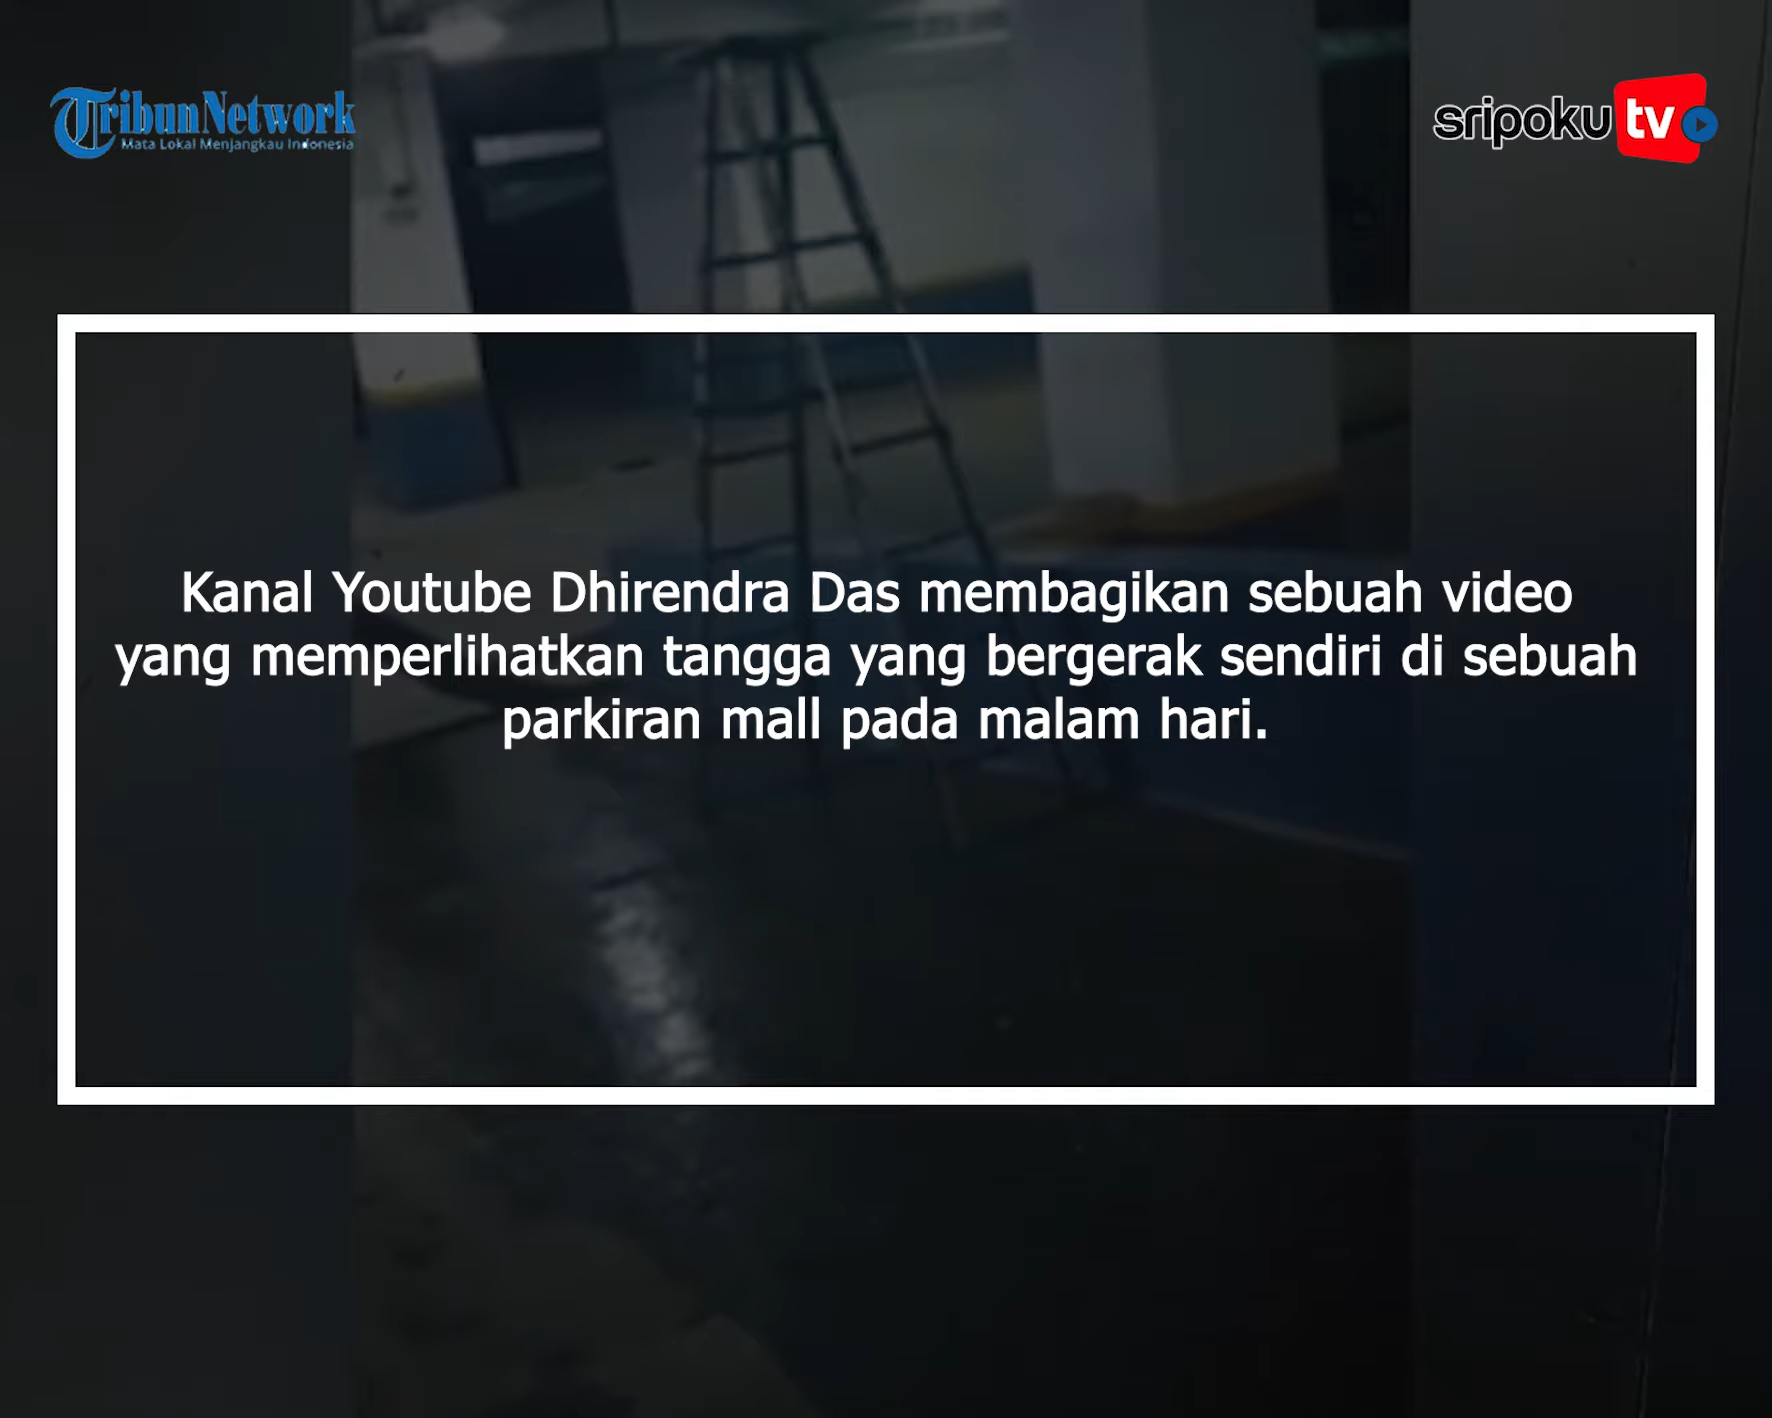 TribunNetwork
Mata Lokal Menjangkau Indonesia
sripoku tv
Kanal Youtube Dhirendra Das membagikan sebuah video
yang memperlihatkan tangga yang bergerak sendiri di sebuah
parkiran mall pada malam hari.